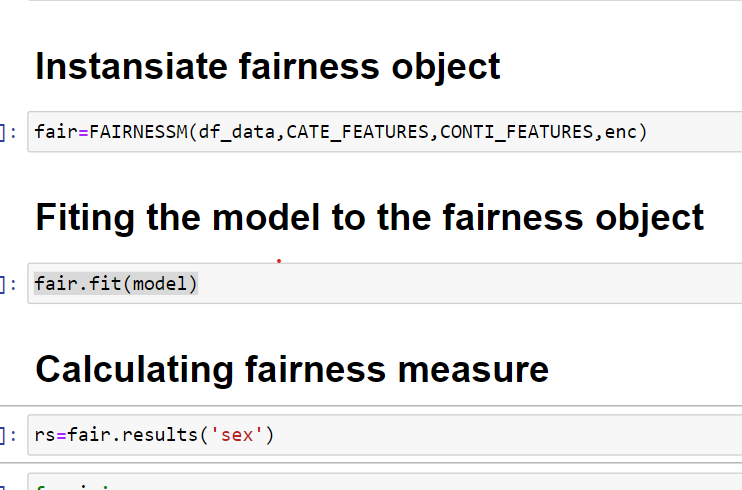 Instansiate fairness object
]: fair=FAIRNESSM(df_data,CATE_FEATURES,CONTI_FEATURES,enc)
Fiting the model to the fairness object
]: fair.fit(model)
Calculating fairness measure
]: rs=fair.results('sex')